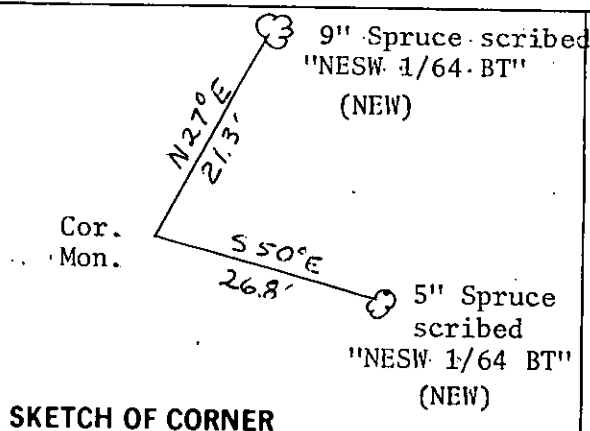 9" Spruce scribed
"NESW 1/64 BT"
(NEW)
N27°E
21.3'
Cor.
Mon.
S50°E
26.8'
5" Spruce
scribed
"NESW 1/64 BT"
(NEW)
SKETCH OF CORNER